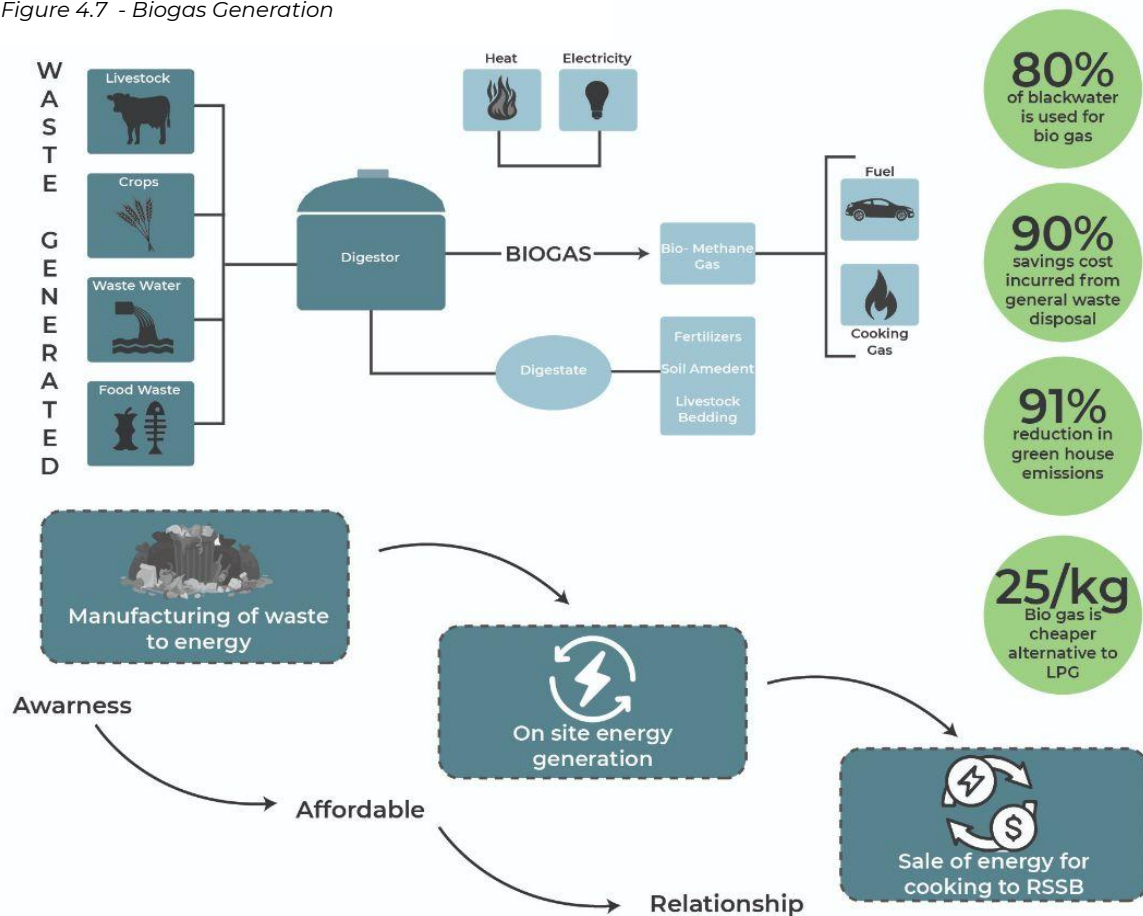 Figure 4.7 - Biogas Generation
WASTE GENERATED
Livestock
Crops
Waste Water
Food Waste
Digestor
Heat
Electricity
BIOGAS
Bio- Methane
Gas
Fuel
Cooking
Gas
Digestate
Fertilizers
Soil Amedent
Livestock
Bedding
80%
of blackwater
is used for
bio gas
90%
savings cost
incurred from
general waste
disposal
91%
reduction in
green house
emissions
25/kg
Bio gas is
cheaper
alternative to
LPG
Manufacturing of waste
to energy
On site energy
generation
$
Sale of energy for
cooking to RSSB
Awarness
Affordable
Relationship